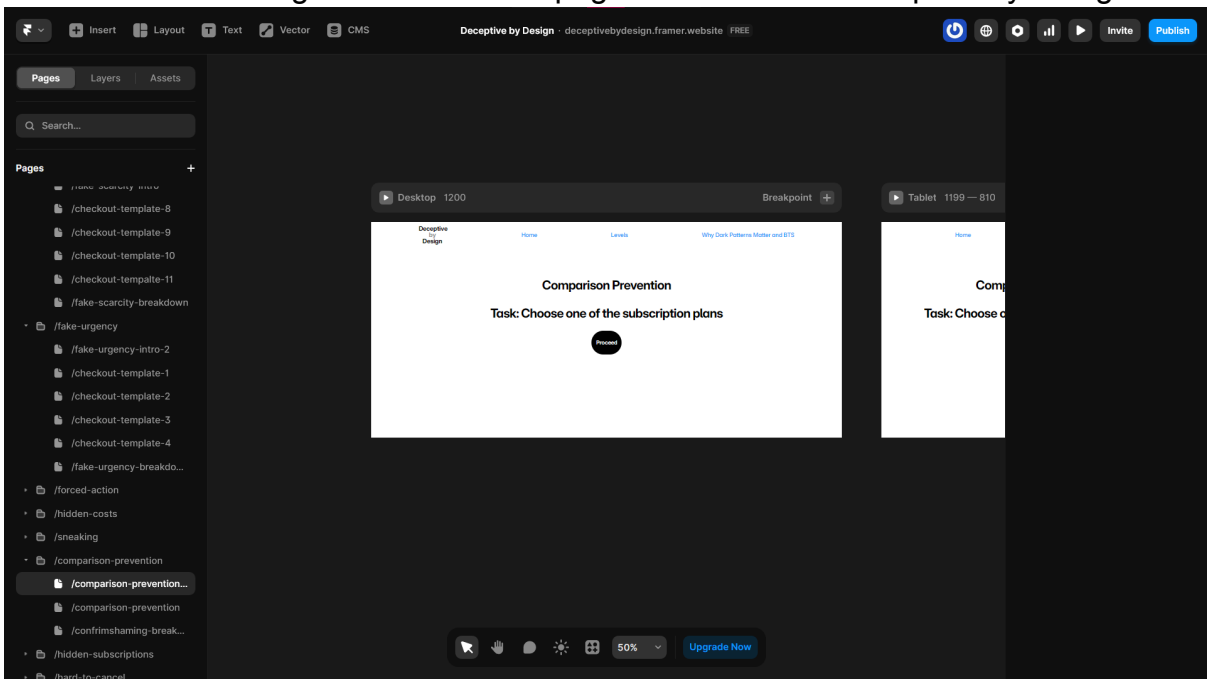 Insert Layout Text Vector CMS Deceptive by Design · deceptivebydesign.framer.website FREE Invite Publish
Pages Layers Assets
Search...
Pages +
/fake-scarcity-intro
/checkout-template-8
/checkout-template-9
/checkout-template-10
/checkout-tempalte-11
/fake-scarcity-breakdown
/fake-urgency
/fake-urgency-intro-2
/checkout-template-1
/checkout-template-2
/checkout-template-3
/checkout-template-4
/fake-urgency-breakdo...
/forced-action
/hidden-costs
/sneaking
/comparison-prevention
/comparison-prevention...
/comparison-prevention
/confrimshaming-break...
/hidden-subscriptions
/hard-to-cancel
Desktop 1200 Breakpoint +
Deceptive
by
Design
Home Levels Why Dark Patterns Matter and BTS
Comparison Prevention
Task: Choose one of the subscription plans
Proceed
Tablet 1199 — 810
Home
Comp
Task: Choose o
50% Upgrade Now